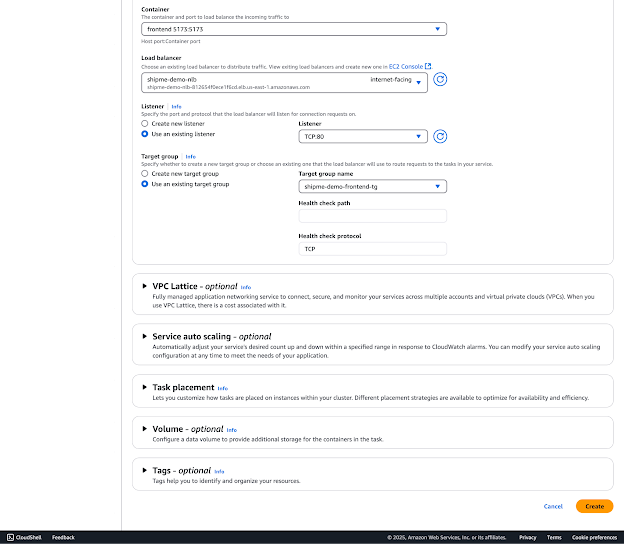 Container
The container and port to load balance the incoming traffic to
frontend 5173:5173
Host port:Container port
Load balancer
Choose an existing load balancer to distribute traffic. View exiting load balancers and create new one in EC2 Console
shipme-demo-nlb internet-facing
shipme-demo-nlb-812654f0ece1f6cd.elb.us-east-1.amazonaws.com
Listener Info
Specify the port and protocol that the load balancer will listen for connection requests on.
Create new listener
Use an existing listener
Listener
TCP:80
Target group Info
Specify whether to create a new target group or choose an existing one that the load balancer will use to route requests to the tasks in your service.
Create new target group
Use an existing target group
Target group name
shipme-demo-frontend-tg
Health check path
Health check protocol
TCP
VPC Lattice - optional Info
Fully managed application networking service to connect, secure, and monitor your services across multiple accounts and virtual private clouds (VPCs). When you
use VPC Lattice, there is a cost associated with it.
Service auto scaling - optional
Automatically adjust your service's desired count up and down within a specified range in response to CloudWatch alarms. You can modify your service auto scaling
configuration at any time to meet the needs of your application.
Task placement Info
Lets you customize how tasks are placed on instances within your cluster. Different placement strategies are available to optimize for availability and efficiency.
Volume - optional Info
Configure a data volume to provide additional storage for the containers in the task.
Tags - optional Info
Tags help you to identify and organize your resources.
Cancel Create
CloudShell Feedback © 2025, Amazon Web Services, Inc. or its affiliates. Privacy Terms Cookie preferences